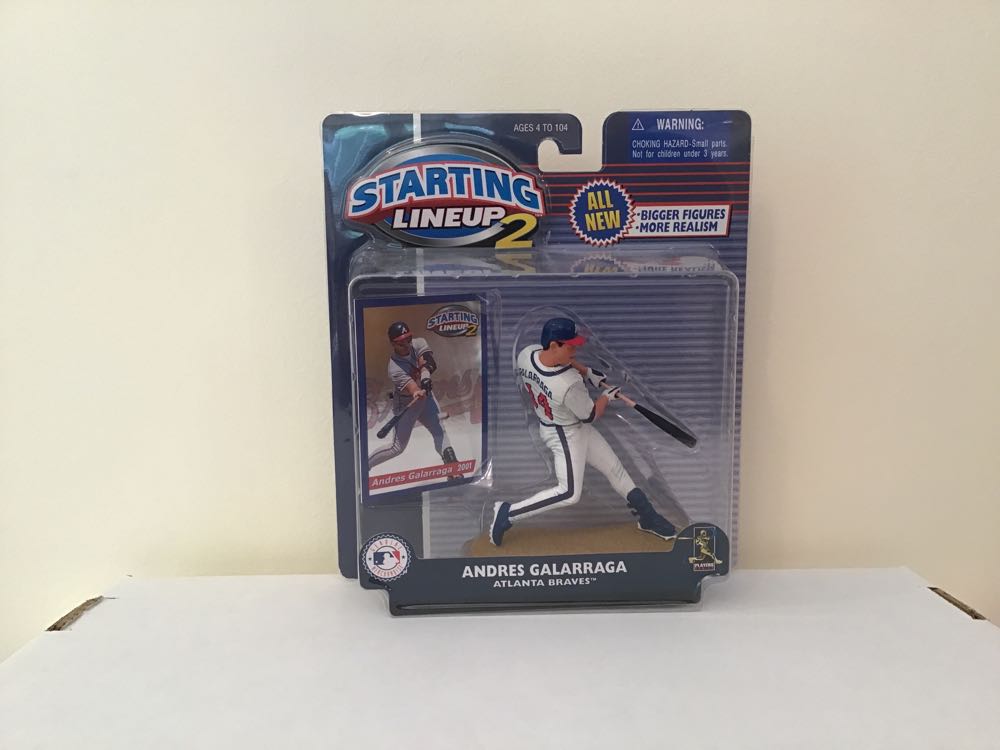 AGES 4 TO 104
⚠ WARNING:
CHOKING HAZARD-Small parts.
Not for children under 3 years.
STARTING
LINEUP 2
ALL
NEW
•BIGGER FIGURES
•MORE REALISM
STARTING
LINEUP 2
GALARRAGA
14
Andres Galarraga 2001
ANDRES GALARRAGA
ATLANTA BRAVES™